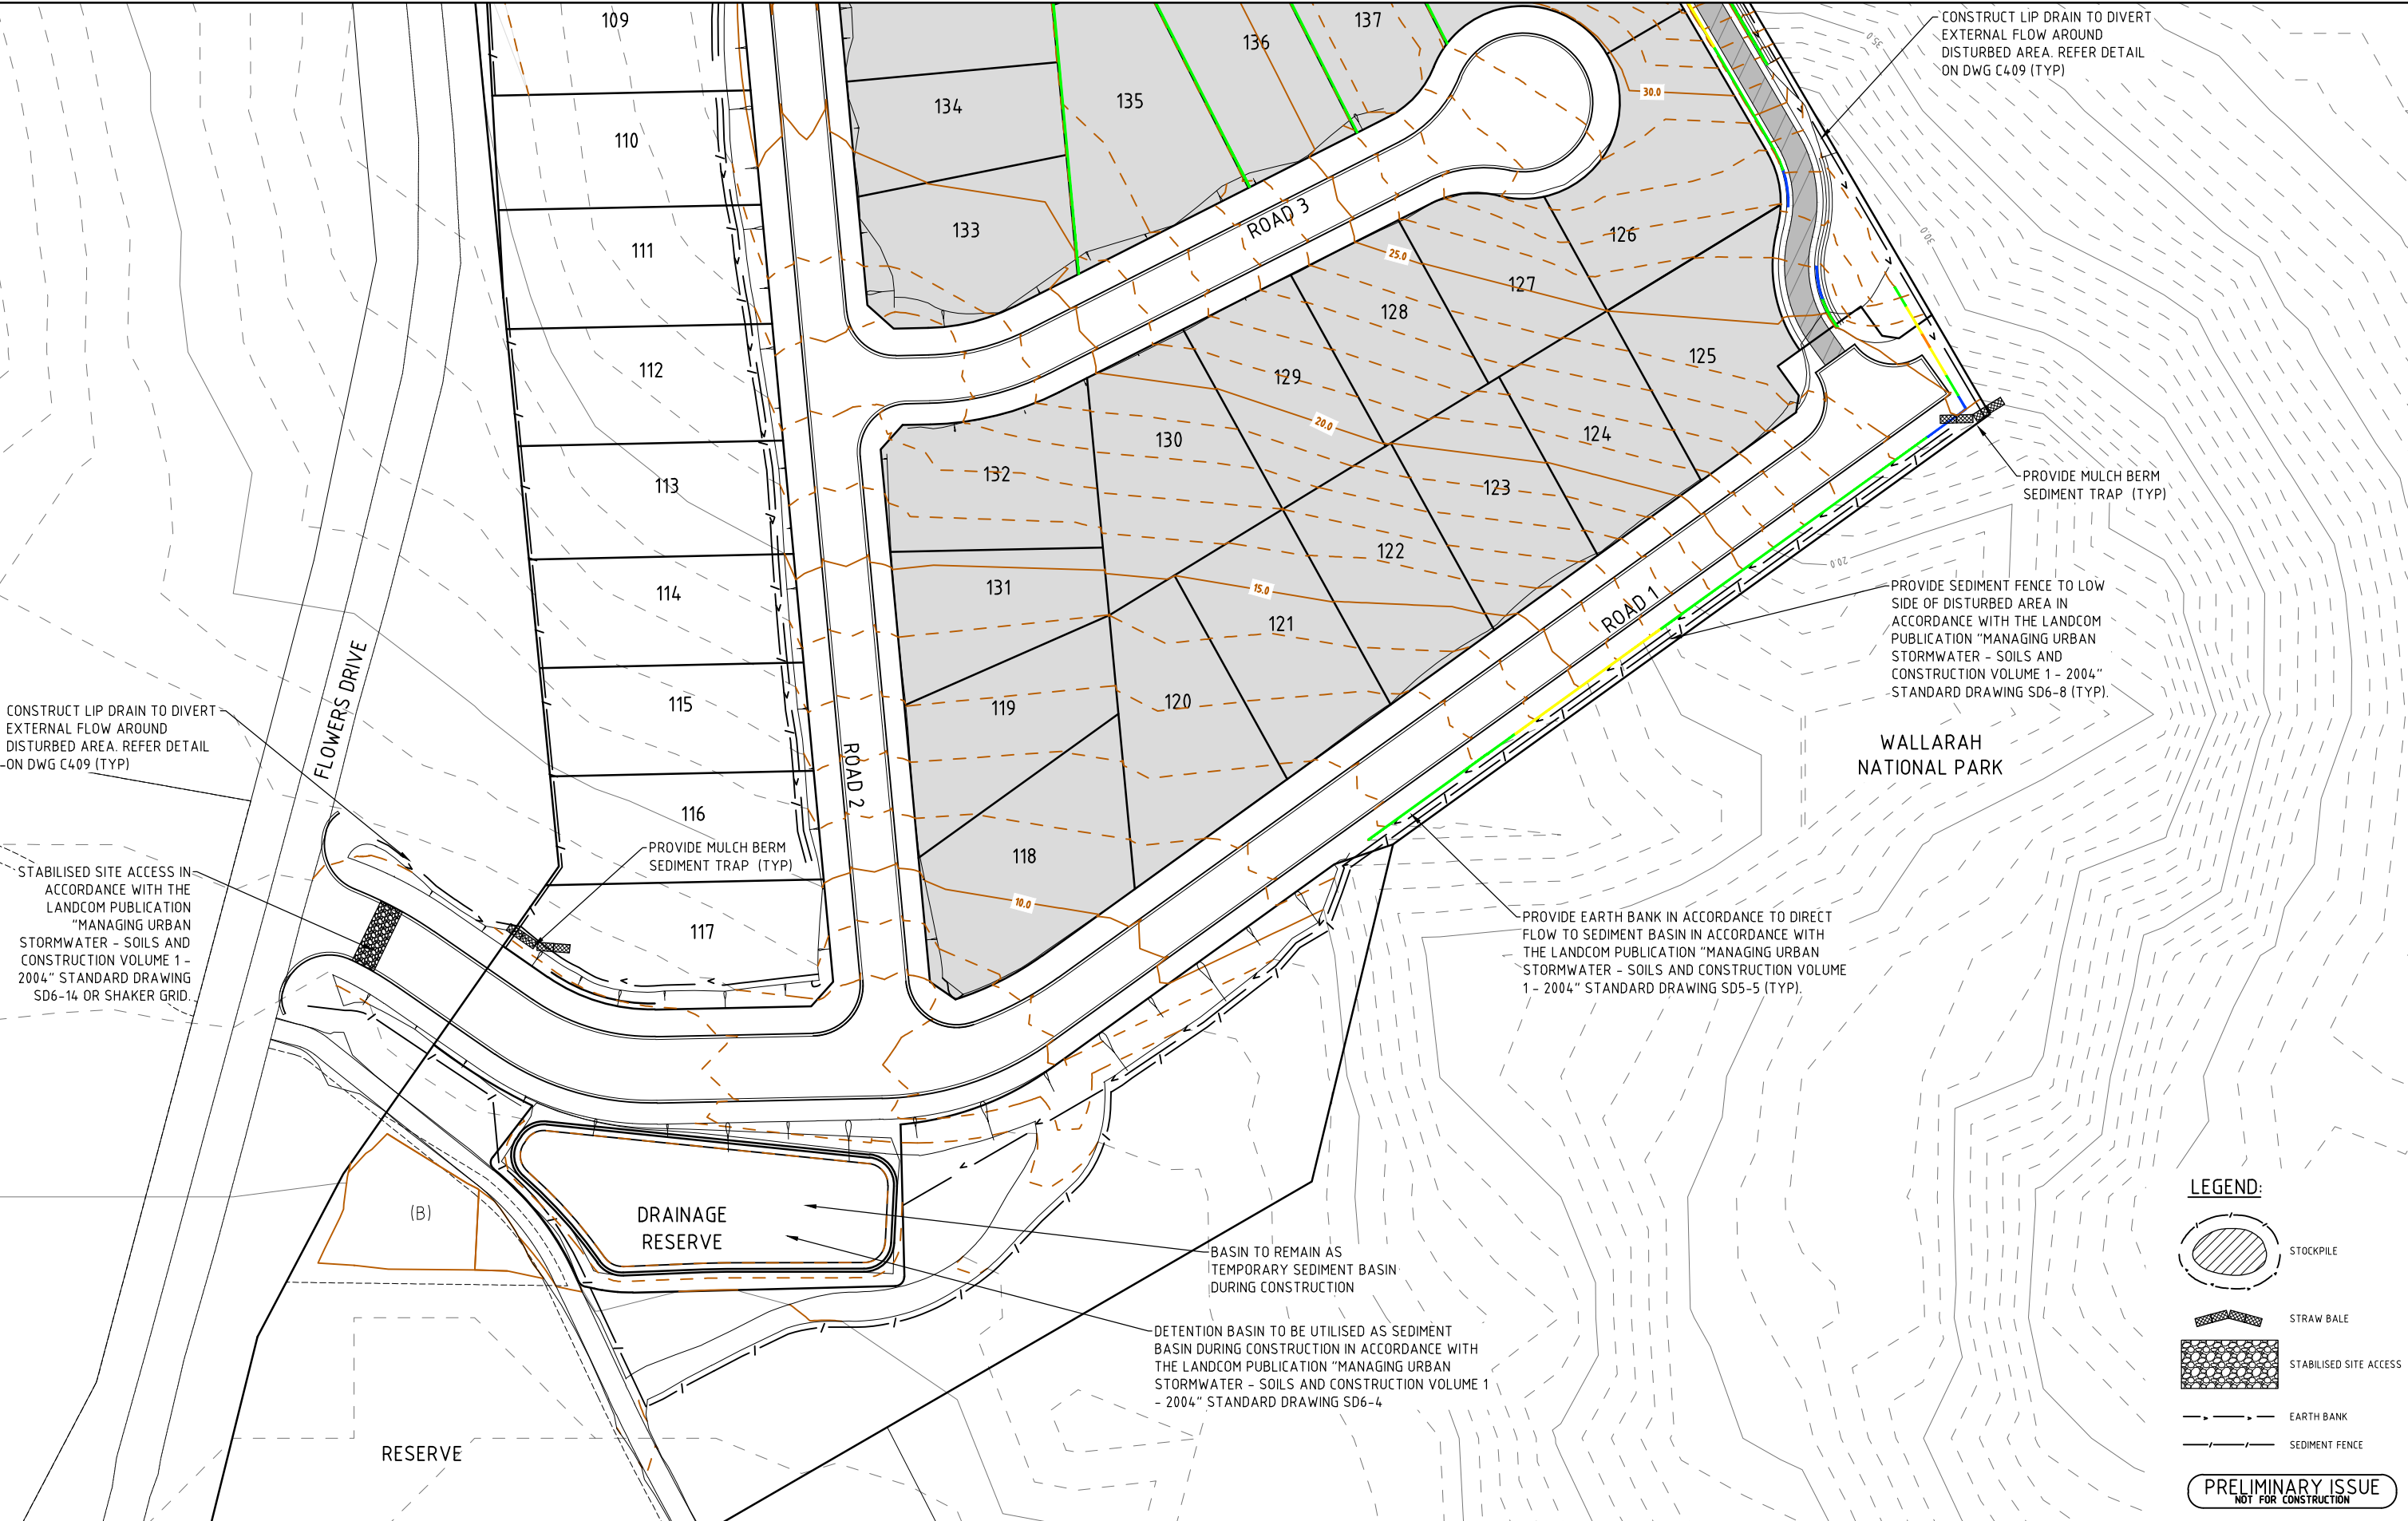 109
110
111
112
113
114
115
116
117
134
133
135
136
137
ROAD 3
126
127
128
129
130
132
131
125
124
123
122
121
120
119
118
ROAD 1
ROAD 2
FLOWERS DRIVE
30.0
25.0
20.0
15.0
10.0
35.0
30.0
20.0
CONSTRUCT LIP DRAIN TO DIVERT
EXTERNAL FLOW AROUND
DISTURBED AREA. REFER DETAIL
ON DWG C409 (TYP)
PROVIDE MULCH BERM
SEDIMENT TRAP (TYP)
PROVIDE SEDIMENT FENCE TO LOW
SIDE OF DISTURBED AREA IN
ACCORDANCE WITH THE LANDCOM
PUBLICATION "MANAGING URBAN
STORMWATER - SOILS AND
CONSTRUCTION VOLUME 1 - 2004"
STANDARD DRAWING SD6-8 (TYP).
WALLARAH
NATIONAL PARK
CONSTRUCT LIP DRAIN TO DIVERT
EXTERNAL FLOW AROUND
DISTURBED AREA. REFER DETAIL
ON DWG C409 (TYP)
STABILISED SITE ACCESS IN
ACCORDANCE WITH THE
LANDCOM PUBLICATION
"MANAGING URBAN
STORMWATER - SOILS AND
CONSTRUCTION VOLUME 1 -
2004" STANDARD DRAWING
SD6-14 OR SHAKER GRID.
PROVIDE MULCH BERM
SEDIMENT TRAP (TYP)
PROVIDE EARTH BANK IN ACCORDANCE TO DIRECT
FLOW TO SEDIMENT BASIN IN ACCORDANCE WITH
THE LANDCOM PUBLICATION "MANAGING URBAN
STORMWATER - SOILS AND CONSTRUCTION VOLUME
1 - 2004" STANDARD DRAWING SD5-5 (TYP).
(B)
DRAINAGE
RESERVE
BASIN TO REMAIN AS
TEMPORARY SEDIMENT BASIN
DURING CONSTRUCTION
DETENTION BASIN TO BE UTILISED AS SEDIMENT
BASIN DURING CONSTRUCTION IN ACCORDANCE WITH
THE LANDCOM PUBLICATION "MANAGING URBAN
STORMWATER - SOILS AND CONSTRUCTION VOLUME 1
- 2004" STANDARD DRAWING SD6-4
RESERVE
LEGEND:
STOCKPILE
STRAW BALE
STABILISED SITE ACCESS
EARTH BANK
SEDIMENT FENCE
PRELIMINARY ISSUE
NOT FOR CONSTRUCTION